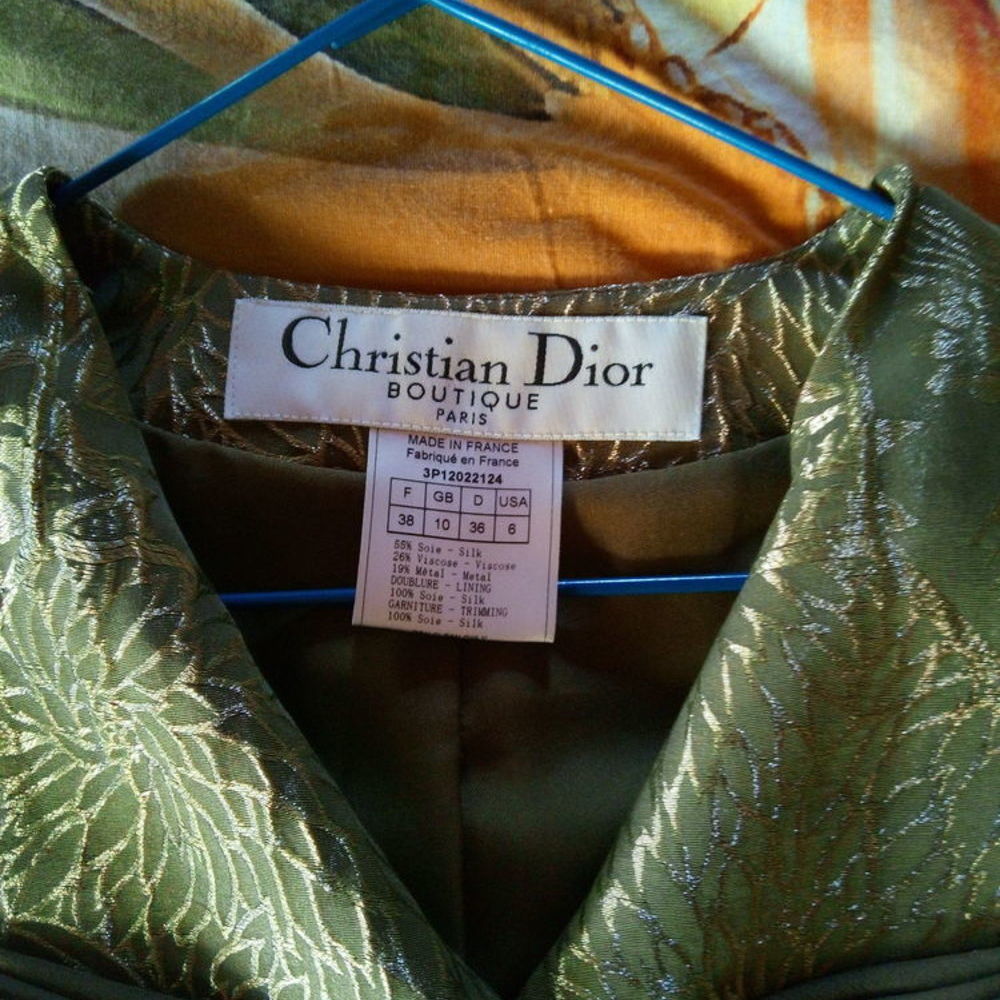 Christian Dior
BOUTIQUE
PARIS
MADE IN FRANCE
Fabriqué en France
3P12022124
F GB D USA
38 10 36 6
55% Soie - Silk
26% Viscose - Viscose
19% Métal - Metal
DOUBLURE - LINING
100% Soie - Silk
GARNITURE - TRIMMING
100% Soie - Silk